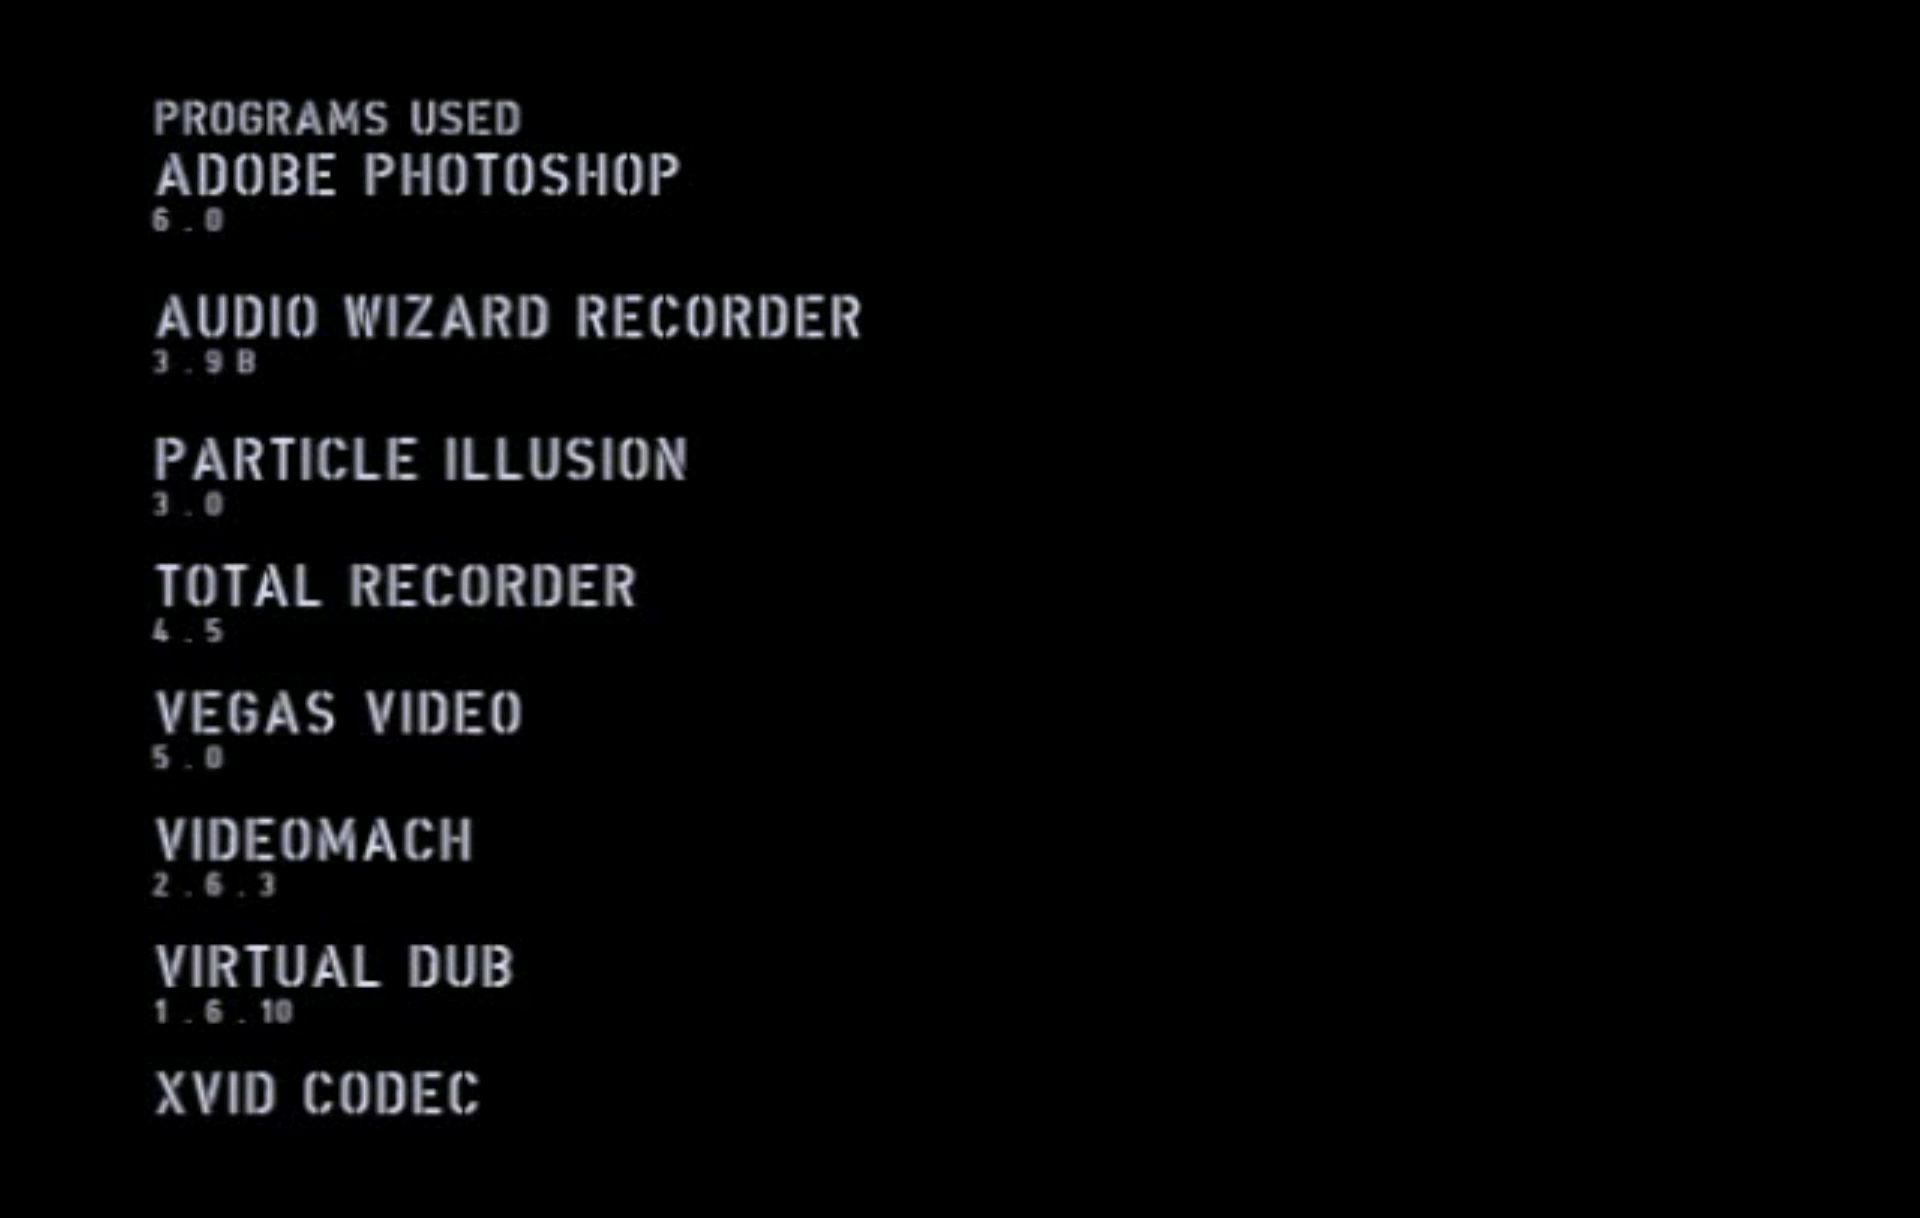 PROGRAMS USED
ADOBE PHOTOSHOP
6.0
AUDIO WIZARD RECORDER
3.9B
PARTICLE ILLUSION
3.0
TOTAL RECORDER
4.5
VEGAS VIDEO
5.0
VIDEOMACH
2.6.3
VIRTUAL DUB
1.6.10
XVID CODEC